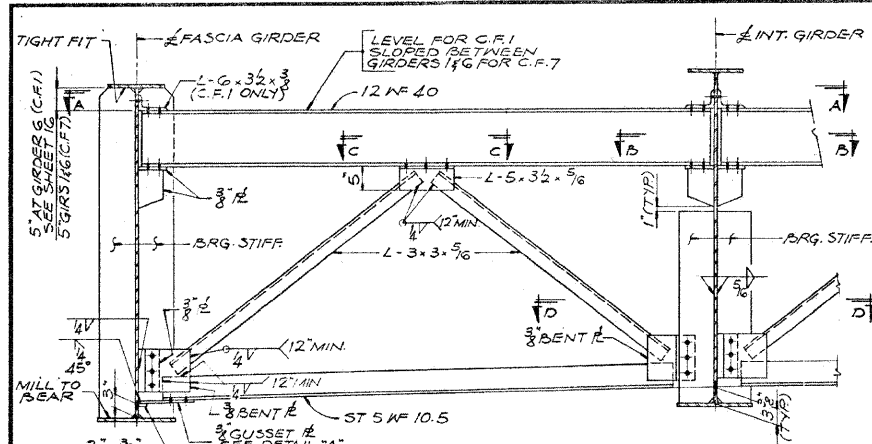 TIGHT FIT
℄ FASCIA GIRDER
LEVEL FOR C.F.1
SLOPED BETWEEN
GIRDERS 1&6 FOR C.F.7
℄ INT. GIRDER
L-6 x 3½ x 3/8
(C.F.1 ONLY)
12 WF 40
A
A
5" AT GIRDER 6 (C.F.1)
SEE SHEET 16
5" GIRS 1&6 (C.F.7)
C
C
B
B
5"
L-5 x 3½ x 5/16
3/8" ℄
1/4
12" MIN.
1" (TYP.)
BRG. STIFF.
L-3 x 3 x 5/16
BRG. STIFF.
5/16
3/8" ℄
D
D
1/4
1/4
45°
1/4
12" MIN.
3/8" BENT ℄
MILL TO
BEAR
3"
1/4
12" MIN
3/8 BENT ℄
ST 5 WF 10.5
3/8" GUSSET ℄
SEE DETAIL "A"
(TYP.)